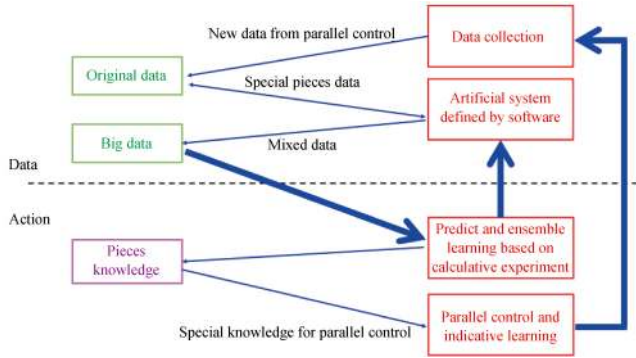 New data from parallel control
Data collection
Original data
Special pieces data
Artificial system
defined by software
Big data
Mixed data
Data
Action
Predict and ensemble
learning based on
calculative experiment
Pieces
knowledge
Parallel control and
indicative learning
Special knowledge for parallel control